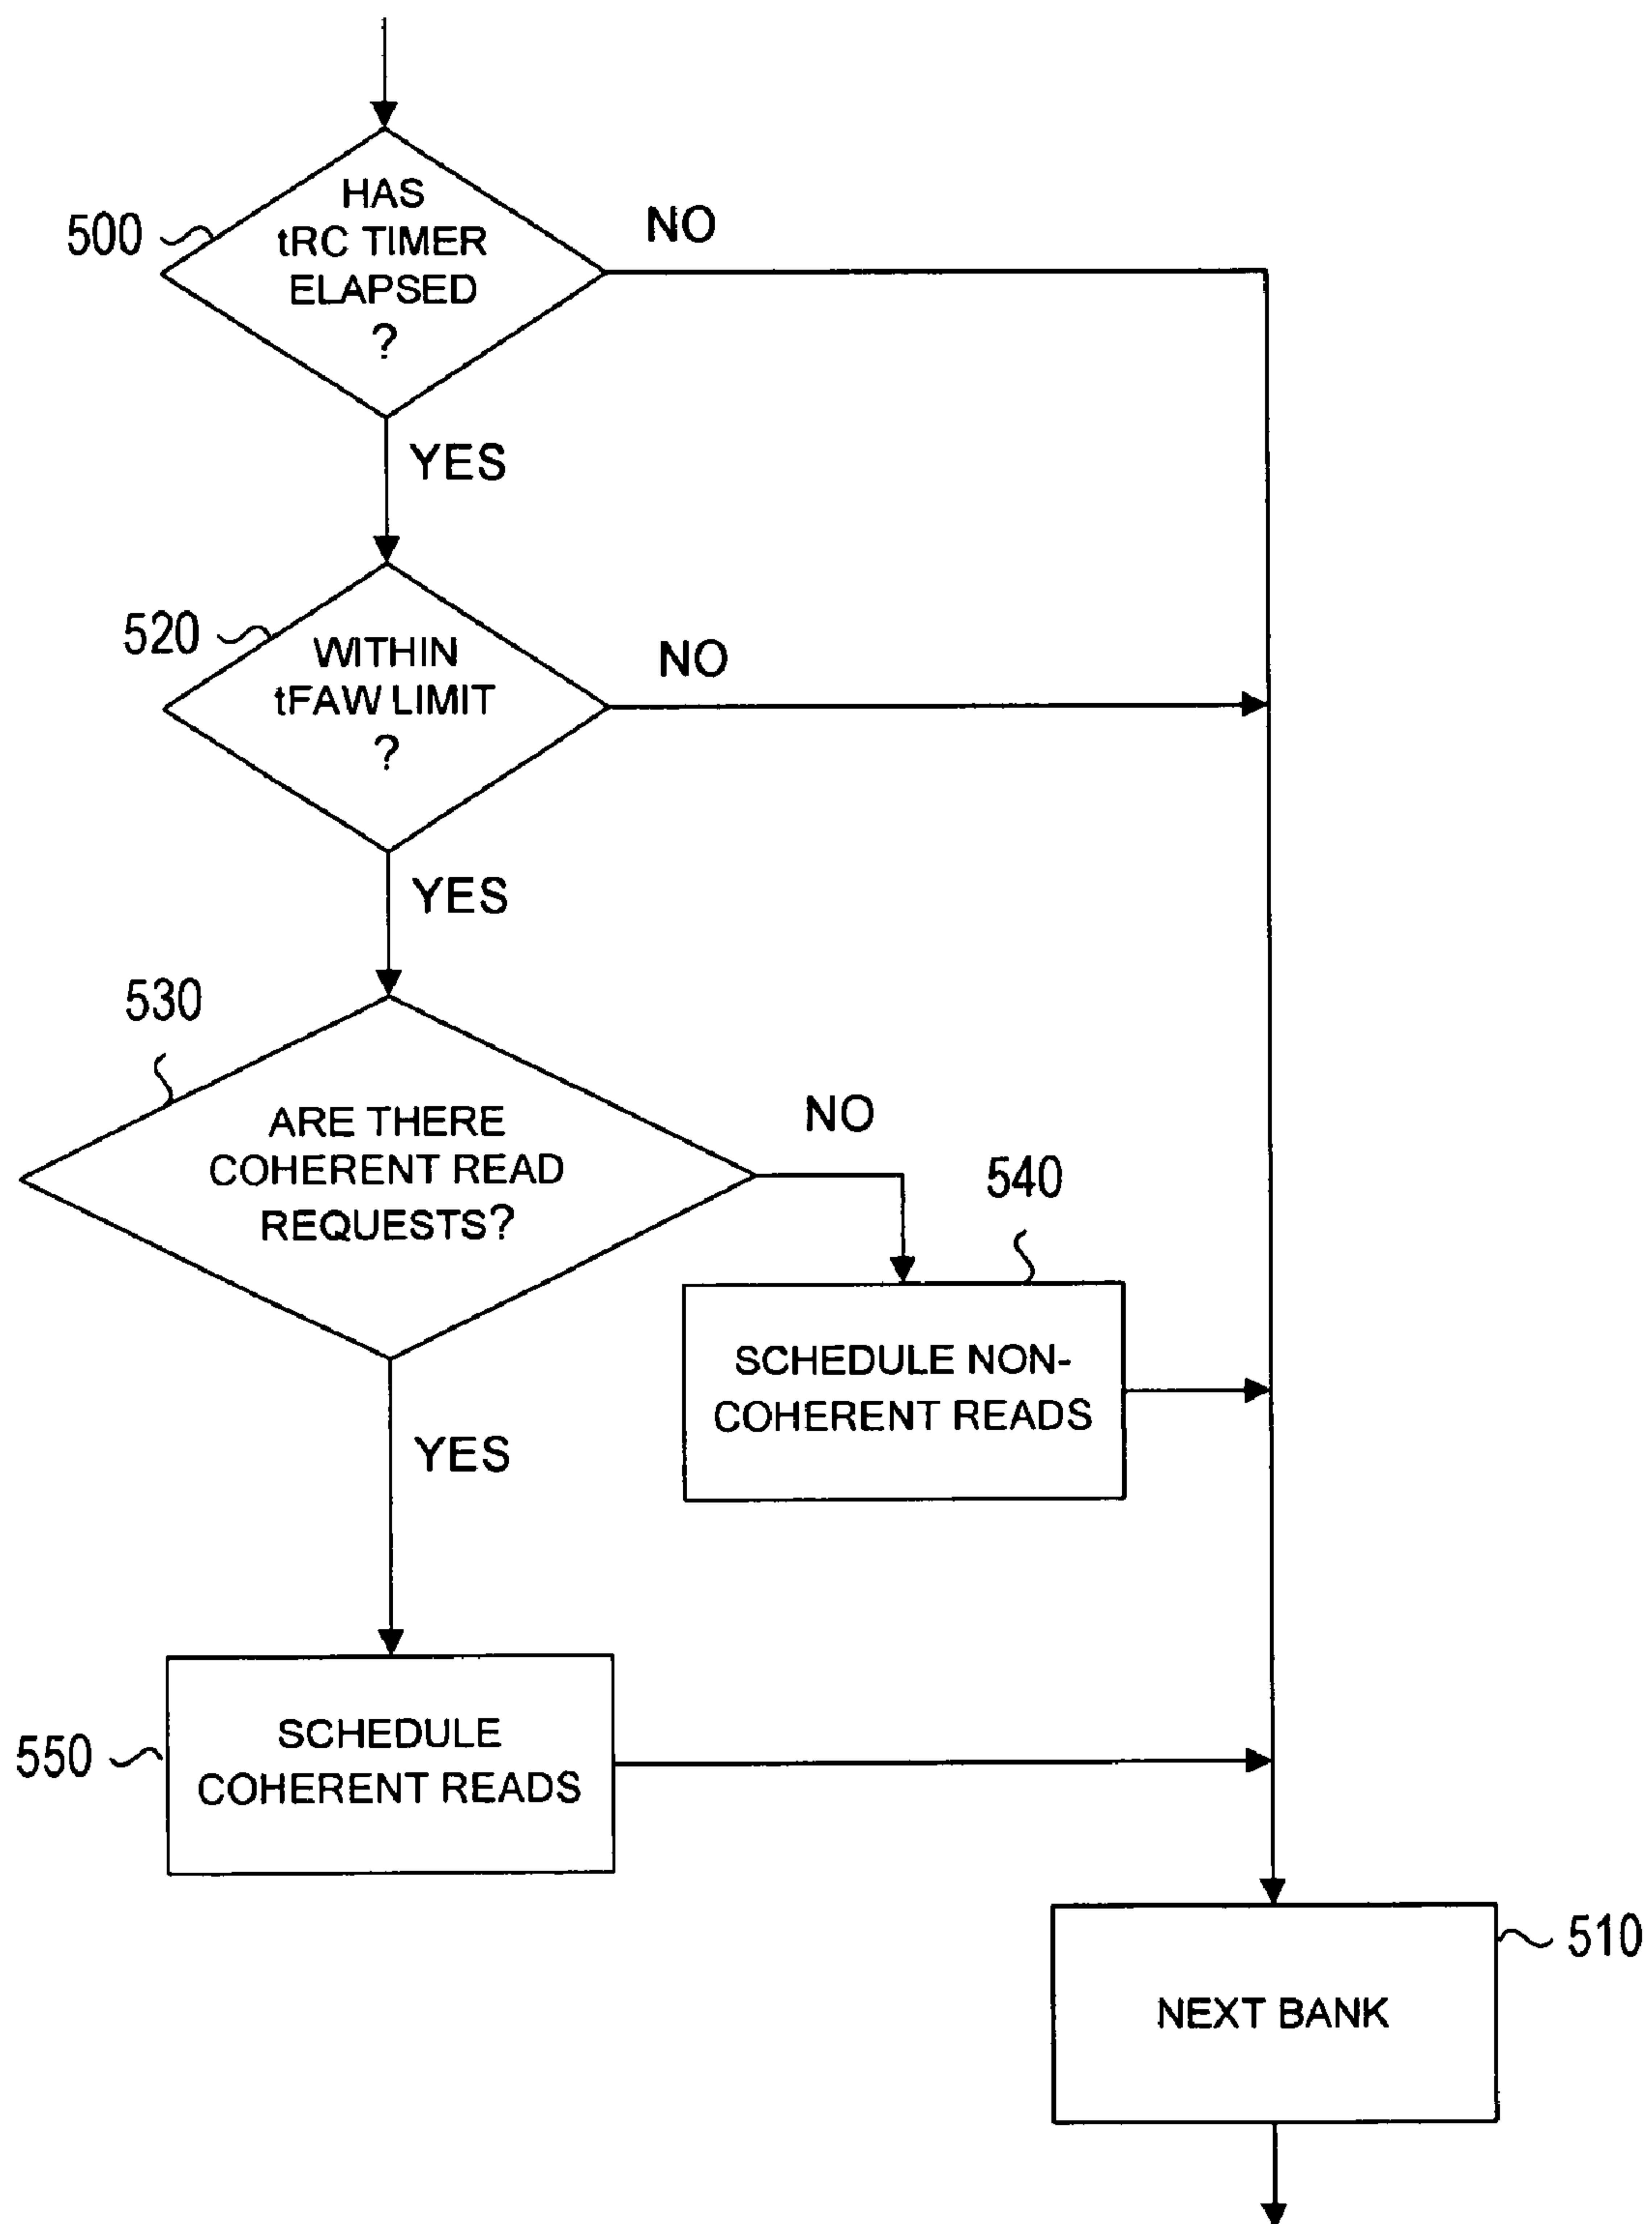 HAS
tRC TIMER
ELAPSED
?
500
NO
YES
520
WITHIN
tFAW LIMIT
?
NO
YES
530
ARE THERE
COHERENT READ
REQUESTS?
NO
540
SCHEDULE NON-
COHERENT READS
YES
550
SCHEDULE
COHERENT READS
510
NEXT BANK